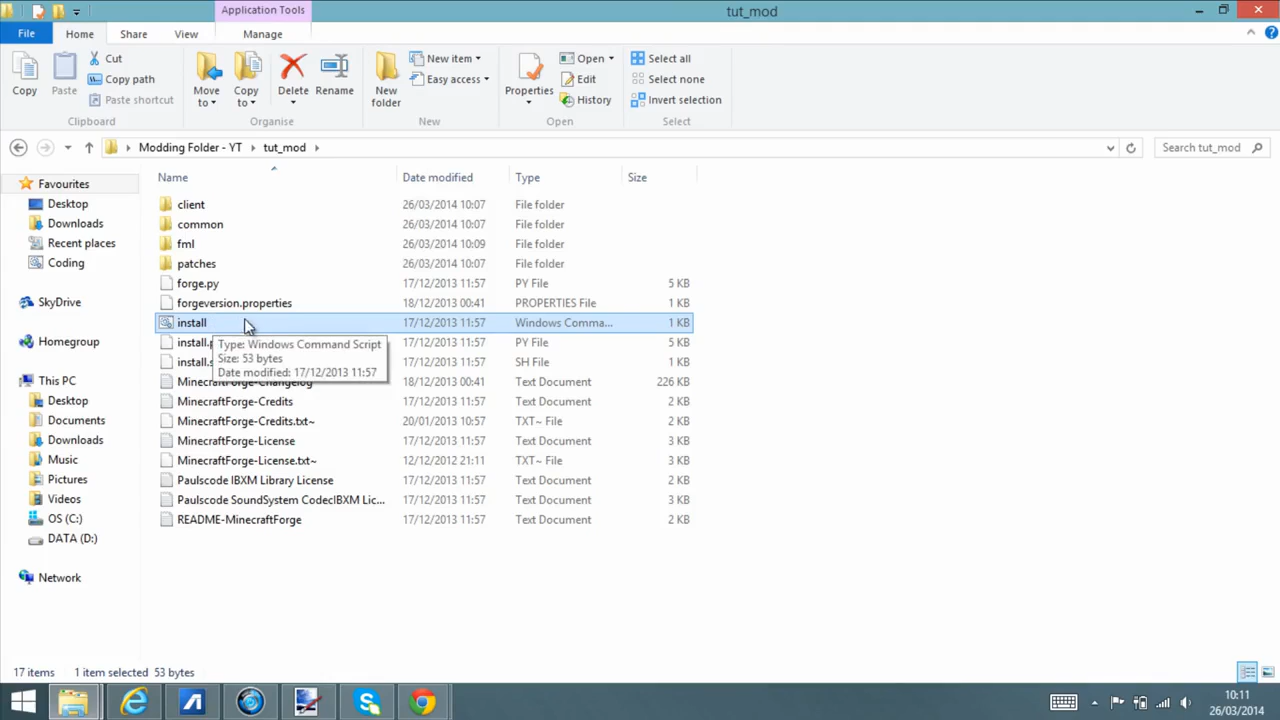 Application Tools
tut_mod
File
Home
Share
View
Manage
Copy
Paste
Cut
Copy path
Paste shortcut
Clipboard
Move to
Copy to
Delete
Rename
Organise
New folder
New item
Easy access
New
Properties
Open
Edit
History
Open
Select all
Select none
Invert selection
Select
Modding Folder - YT
tut_mod
Search tut_mod
Name
Date modified
Type
Size
Favourites
Desktop
Downloads
Recent places
Coding
SkyDrive
Homegroup
This PC
Desktop
Documents
Downloads
Music
Pictures
Videos
OS (C:)
DATA (D:)
Network
client 26/03/2014 10:07 File folder
common 26/03/2014 10:07 File folder
fml 26/03/2014 10:09 File folder
patches 26/03/2014 10:07 File folder
forge.py 17/12/2013 11:57 PY File 5 KB
forgeversion.properties 18/12/2013 00:41 PROPERTIES File 1 KB
install 17/12/2013 11:57 Windows Comma... 1 KB
install. 17/12/2013 11:57 PY File 5 KB
install.s 17/12/2013 11:57 SH File 1 KB
MinecraftForge-Changelog 18/12/2013 00:41 Text Document 226 KB
MinecraftForge-Credits 17/12/2013 11:57 Text Document 2 KB
MinecraftForge-Credits.txt~ 20/01/2013 10:57 TXT~ File 2 KB
MinecraftForge-License 17/12/2013 11:57 Text Document 3 KB
MinecraftForge-License.txt~ 12/12/2012 21:11 TXT~ File 3 KB
Paulscode IBXM Library License 17/12/2013 11:57 Text Document 2 KB
Paulscode SoundSystem CodecIBXM Lic... 17/12/2013 11:57 Text Document 3 KB
README-MinecraftForge 17/12/2013 11:57 Text Document 2 KB
Type: Windows Command Script
Size: 53 bytes
Date modified: 17/12/2013 11:57
17 items 1 item selected 53 bytes
10:11
26/03/2014